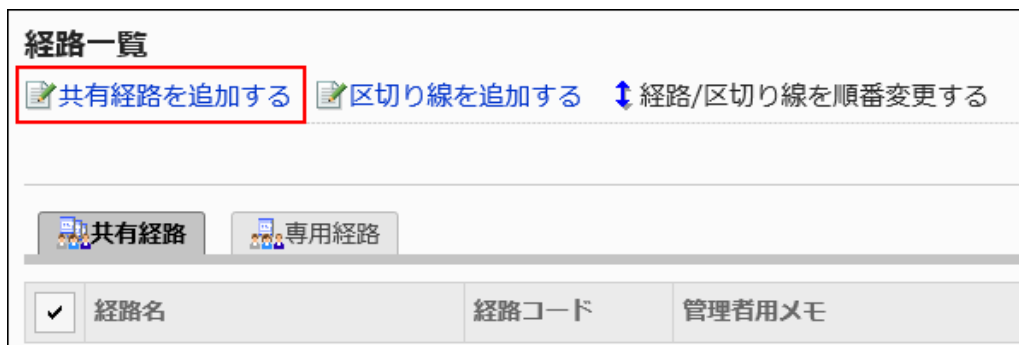 経路一覧
共有経路を追加する 区切り線を追加する 経路/区切り線を順番変更する
共有経路 専用経路
経路名 経路コード 管理者用メモ